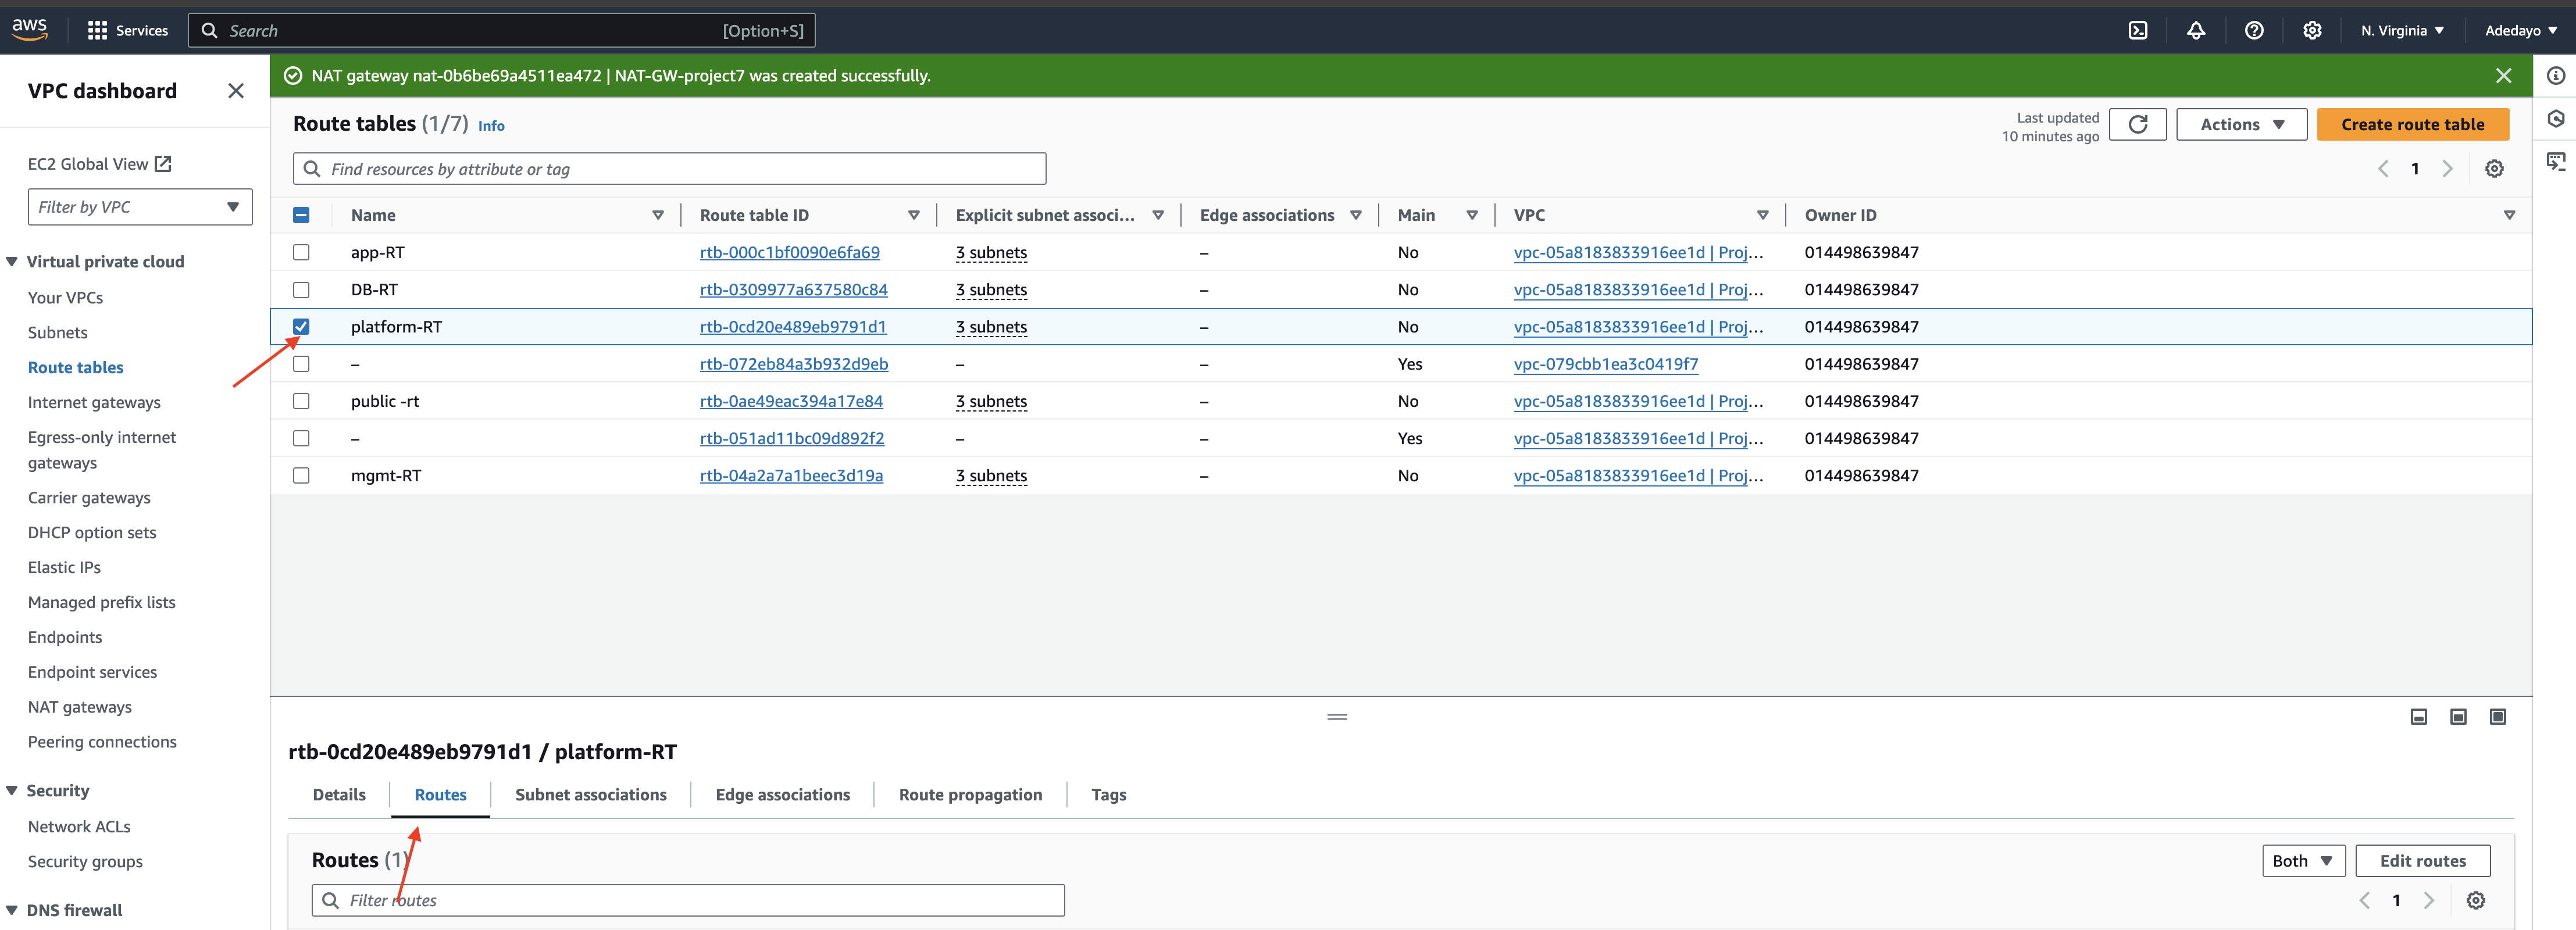 aws Services Search [Option+S] N. Virginia Adedayo
VPC dashboard
NAT gateway nat-0b6be69a4511ea472 | NAT-GW-project7 was created successfully.
EC2 Global View
Filter by VPC
Virtual private cloud
Your VPCs
Subnets
Route tables
Internet gateways
Egress-only internet
gateways
Carrier gateways
DHCP option sets
Elastic IPs
Managed prefix lists
Endpoints
Endpoint services
NAT gateways
Peering connections
Security
Network ACLs
Security groups
DNS firewall
Route tables (1/7) Info
Last updated
10 minutes ago
Actions
Create route table
Find resources by attribute or tag
1
Name Route table ID Explicit subnet associ... Edge associations Main VPC Owner ID
app-RT rtb-000c1bf0090e6fa69 3 subnets – No vpc-05a8183833916ee1d | Proj... 014498639847
DB-RT rtb-0309977a637580c84 3 subnets – No vpc-05a8183833916ee1d | Proj... 014498639847
platform-RT rtb-0cd20e489eb9791d1 3 subnets – No vpc-05a8183833916ee1d | Proj... 014498639847
– rtb-072eb84a3b932d9eb – – Yes vpc-079cbb1ea3c0419f7 014498639847
public -rt rtb-0ae49eac394a17e84 3 subnets – No vpc-05a8183833916ee1d | Proj... 014498639847
– rtb-051ad11bc09d892f2 – – Yes vpc-05a8183833916ee1d | Proj... 014498639847
mgmt-RT rtb-04a2a7a1beec3d19a 3 subnets – No vpc-05a8183833916ee1d | Proj... 014498639847
rtb-0cd20e489eb9791d1 / platform-RT
Details Routes Subnet associations Edge associations Route propagation Tags
Routes (1)
Both Edit routes
Filter routes
1